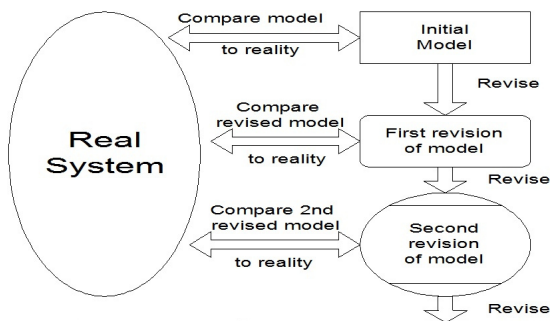 Compare model
to reality
Initial
Model
Revise
Real
System
Compare
revised model
to reality
First revision
of model
Revise
Compare 2nd
revised model
to reality
Second
revision
of model
Revise